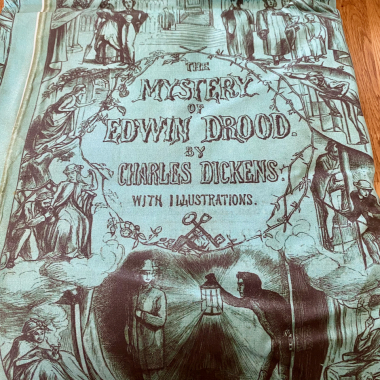 THE
MYSTERY
OF
EDWIN DROOD.
BY
CHARLES DICKENS
WITH ILLUSTRATIONS.